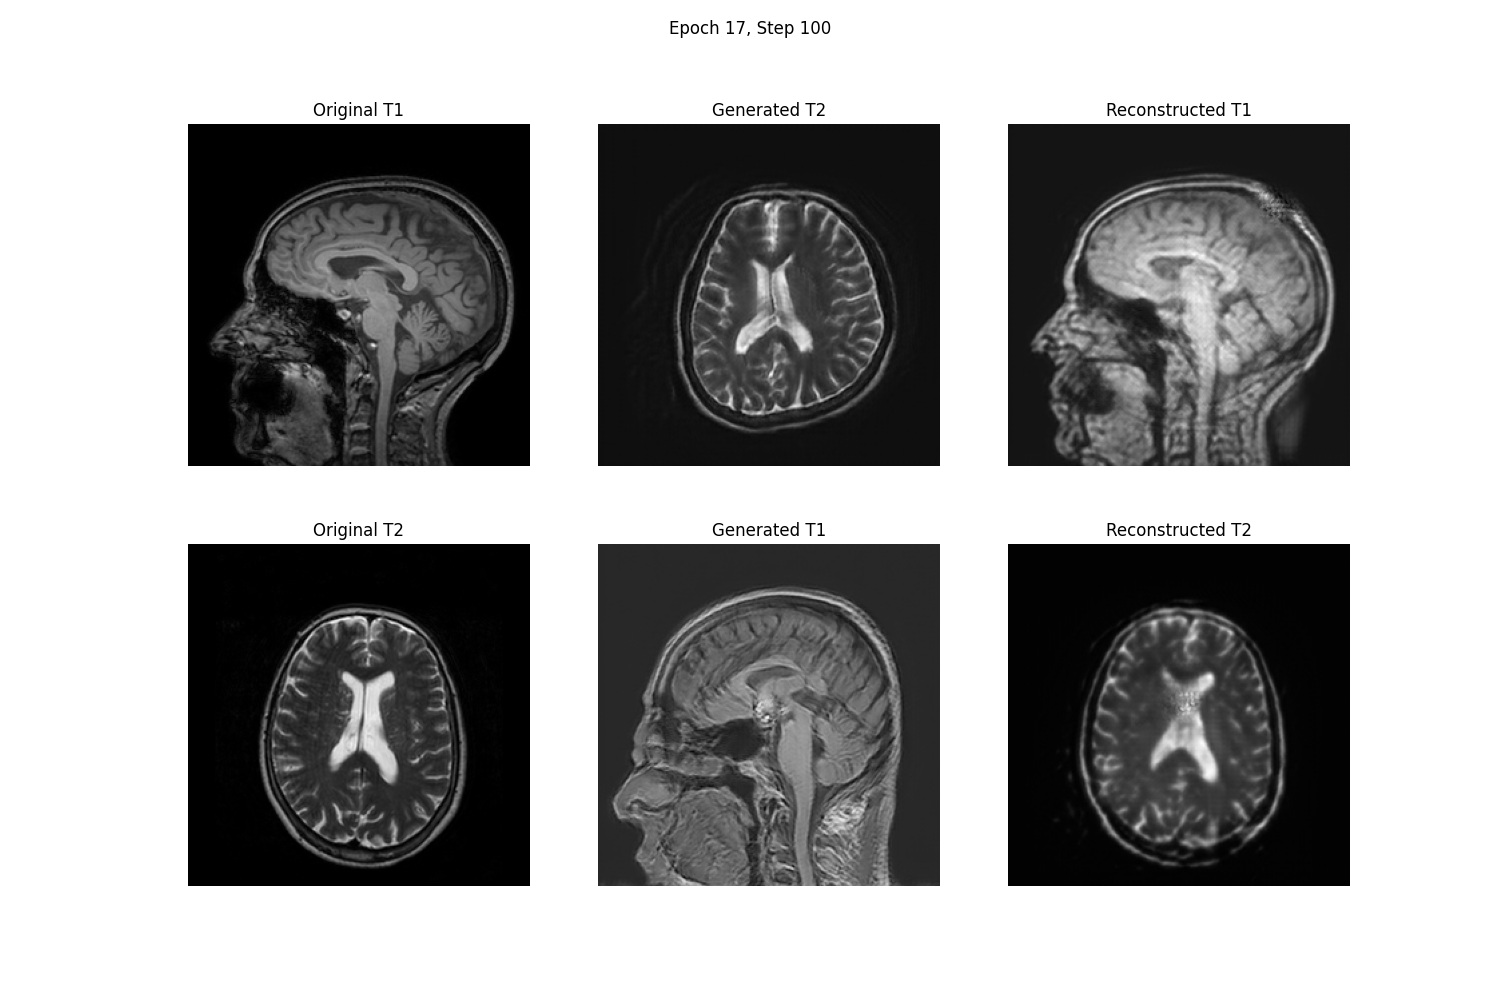 Epoch 17, Step 100
Original T1
Generated T2
Reconstructed T1
Original T2
Generated T1
Reconstructed T2